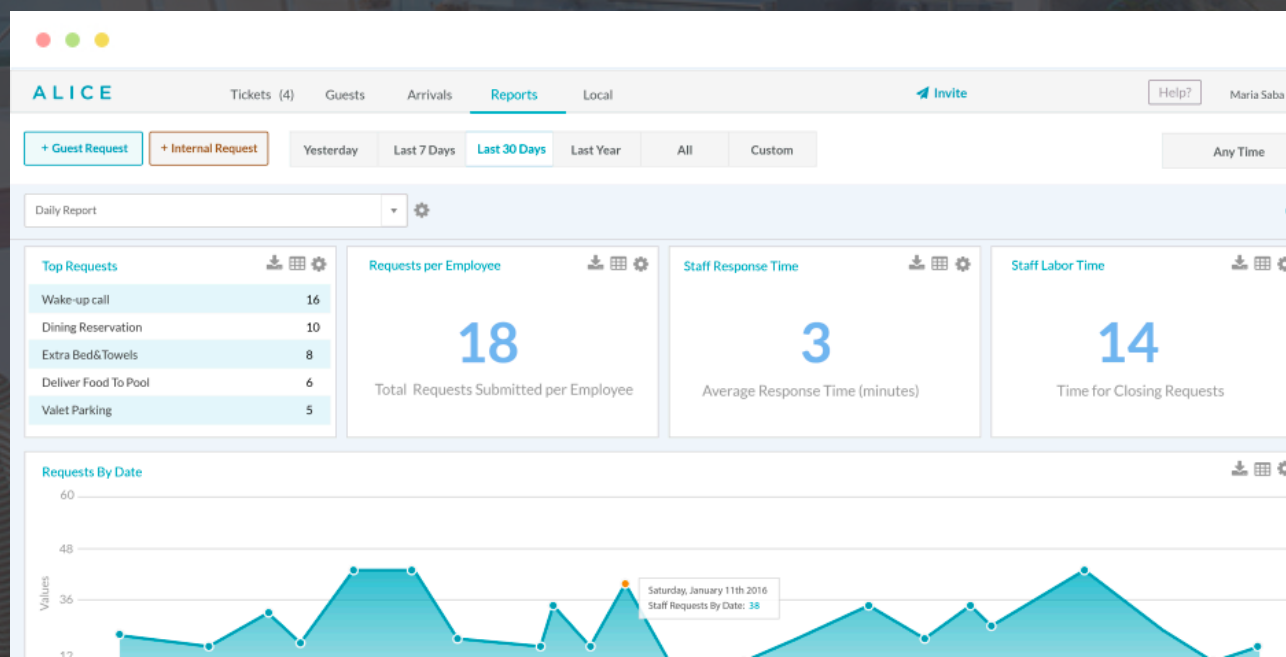 ALICE
Tickets (4) Guests Arrivals Reports Local
Invite
Help?
Maria Saba
+ Guest Request
+ Internal Request
Yesterday Last 7 Days Last 30 Days Last Year All Custom
Any Time
Daily Report
Top Requests
Wake-up call 16
Dining Reservation 10
Extra Bed&Towels 8
Deliver Food To Pool 6
Valet Parking 5
Requests per Employee
18
Total Requests Submitted per Employee
Staff Response Time
3
Average Response Time (minutes)
Staff Labor Time
14
Time for Closing Requests
Requests By Date
60
48
Values
36
12
Saturday, January 11th 2016
Staff Requests By Date: 38